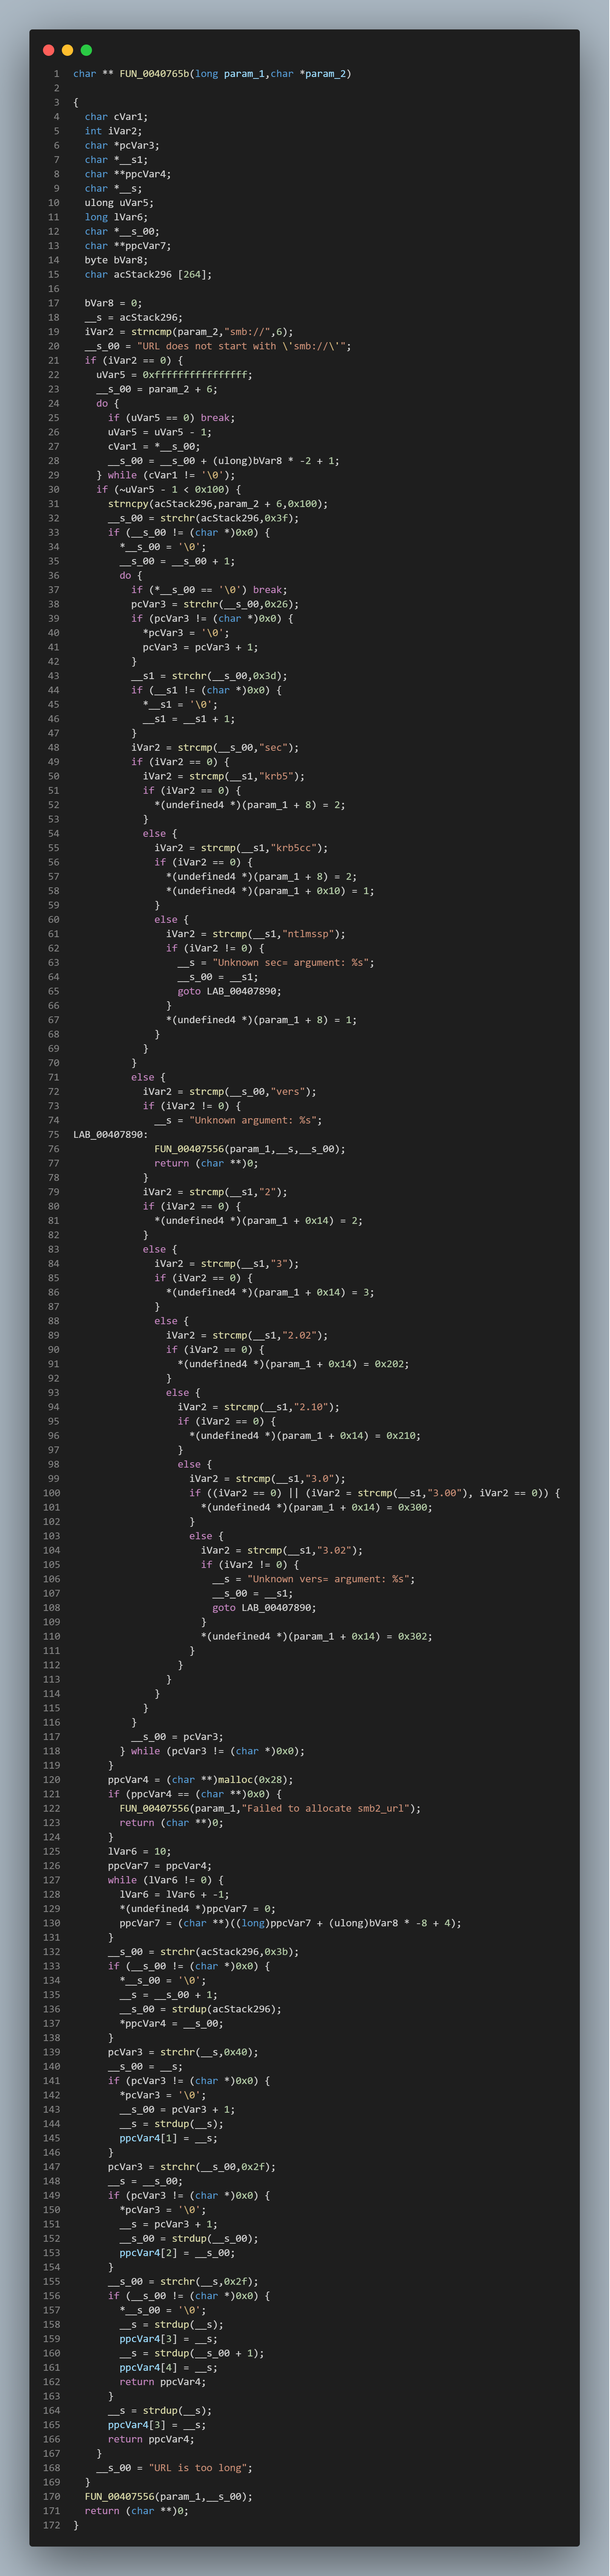 1 char ** FUN_0040765b(long param_1,char *param_2)
2
3 {
4   char cVar1;
5   int iVar2;
6   char *pcVar3;
7   char *__s1;
8   char **ppcVar4;
9   char *__s;
10   ulong uVar5;
11   long lVar6;
12   char *__s_00;
13   char **ppcVar7;
14   byte bVar8;
15   char acStack296 [264];
16
17   bVar8 = 0;
18   __s = acStack296;
19   iVar2 = strncmp(param_2,"smb://",6);
20   __s_00 = "URL does not start with \'smb://\'";
21   if (iVar2 == 0) {
22     uVar5 = 0xffffffffffffffff;
23     __s_00 = param_2 + 6;
24     do {
25       if (uVar5 == 0) break;
26       uVar5 = uVar5 - 1;
27       cVar1 = *__s_00;
28       __s_00 = __s_00 + (ulong)bVar8 * -2 + 1;
29     } while (cVar1 != '\0');
30     if (~uVar5 - 1 < 0x100) {
31       strncpy(acStack296,param_2 + 6,0x100);
32       __s_00 = strchr(acStack296,0x3f);
33       if (__s_00 != (char *)0x0) {
34         *__s_00 = '\0';
35         __s_00 = __s_00 + 1;
36         do {
37           if (*__s_00 == '\0') break;
38           pcVar3 = strchr(__s_00,0x26);
39           if (pcVar3 != (char *)0x0) {
40             *pcVar3 = '\0';
41             pcVar3 = pcVar3 + 1;
42           }
43           __s1 = strchr(__s_00,0x3d);
44           if (__s1 != (char *)0x0) {
45             *__s1 = '\0';
46             __s1 = __s1 + 1;
47           }
48           iVar2 = strcmp(__s_00,"sec");
49           if (iVar2 == 0) {
50             iVar2 = strcmp(__s1,"krb5");
51             if (iVar2 == 0) {
52               *(undefined4 *)(param_1 + 8) = 2;
53             }
54             else {
55               iVar2 = strcmp(__s1,"krb5cc");
56               if (iVar2 == 0) {
57                 *(undefined4 *)(param_1 + 8) = 2;
58                 *(undefined4 *)(param_1 + 0x10) = 1;
59               }
60               else {
61                 iVar2 = strcmp(__s1,"ntlmssp");
62                 if (iVar2 != 0) {
63                   __s = "Unknown sec= argument: %s";
64                   __s_00 = __s1;
65                   goto LAB_00407890;
66                 }
67                 *(undefined4 *)(param_1 + 8) = 1;
68               }
69             }
70           }
71           else {
72             iVar2 = strcmp(__s_00,"vers");
73             if (iVar2 != 0) {
74               __s = "Unknown argument: %s";
75 LAB_00407890:
76               FUN_00407556(param_1,__s,__s_00);
77               return (char **)0;
78             }
79             iVar2 = strcmp(__s1,"2");
80             if (iVar2 == 0) {
81               *(undefined4 *)(param_1 + 0x14) = 2;
82             }
83             else {
84               iVar2 = strcmp(__s1,"3");
85               if (iVar2 == 0) {
86                 *(undefined4 *)(param_1 + 0x14) = 3;
87               }
88               else {
89                 iVar2 = strcmp(__s1,"2.02");
90                 if (iVar2 == 0) {
91                   *(undefined4 *)(param_1 + 0x14) = 0x202;
92                 }
93                 else {
94                   iVar2 = strcmp(__s1,"2.10");
95                   if (iVar2 == 0) {
96                     *(undefined4 *)(param_1 + 0x14) = 0x210;
97                   }
98                   else {
99                     iVar2 = strcmp(__s1,"3.0");
100                     if ((iVar2 == 0) || (iVar2 = strcmp(__s1,"3.00"), iVar2 == 0)) {
101                       *(undefined4 *)(param_1 + 0x14) = 0x300;
102                     }
103                     else {
104                       iVar2 = strcmp(__s1,"3.02");
105                       if (iVar2 != 0) {
106                         __s = "Unknown vers= argument: %s";
107                         __s_00 = __s1;
108                         goto LAB_00407890;
109                       }
110                       *(undefined4 *)(param_1 + 0x14) = 0x302;
111                     }
112                   }
113                 }
114               }
115             }
116           }
117           __s_00 = pcVar3;
118         } while (pcVar3 != (char *)0x0);
119       }
120       ppcVar4 = (char **)malloc(0x28);
121       if (ppcVar4 == (char **)0x0) {
122         FUN_00407556(param_1,"Failed to allocate smb2_url");
123         return (char **)0;
124       }
125       lVar6 = 10;
126       ppcVar7 = ppcVar4;
127       while (lVar6 != 0) {
128         lVar6 = lVar6 + -1;
129         *(undefined *)ppcVar7 = 0;
130         ppcVar7 = (char **)((long)ppcVar7 + (ulong)bVar8 * -8 + 4);
131       }
132       __s_00 = strchr(acStack296,0x3b);
133       if (__s_00 != (char *)0x0) {
134         *__s_00 = '\0';
135         __s = __s_00 + 1;
136         __s_00 = strdup(acStack296);
137         *ppcVar4 = __s_00;
138       }
139       pcVar3 = strchr(__s,0x40);
140       __s_00 = __s;
141       if (pcVar3 != (char *)0x0) {
142         *pcVar3 = '\0';
143         __s_00 = pcVar3 + 1;
144         __s = strdup(__s);
145         ppcVar4[1] = __s;
146       }
147       pcVar3 = strchr(__s_00,0x2f);
148       __s = __s_00;
149       if (pcVar3 != (char *)0x0) {
150         *pcVar3 = '\0';
151         __s = pcVar3 + 1;
152         __s_00 = strdup(__s_00);
153         ppcVar4[2] = __s_00;
154       }
155       __s_00 = strchr(__s,0x2f);
156       if (__s_00 != (char *)0x0) {
157         *__s_00 = '\0';
158         __s = strdup(__s);
159         ppcVar4[3] = __s;
160         __s = strdup(__s_00 + 1);
161         ppcVar4[4] = __s;
162         return ppcVar4;
163       }
164       __s = strdup(__s);
165       ppcVar4[3] = __s;
166       return ppcVar4;
167     }
168     __s_00 = "URL is too long";
169   }
170   FUN_00407556(param_1,__s_00);
171   return (char **)0;
172 }